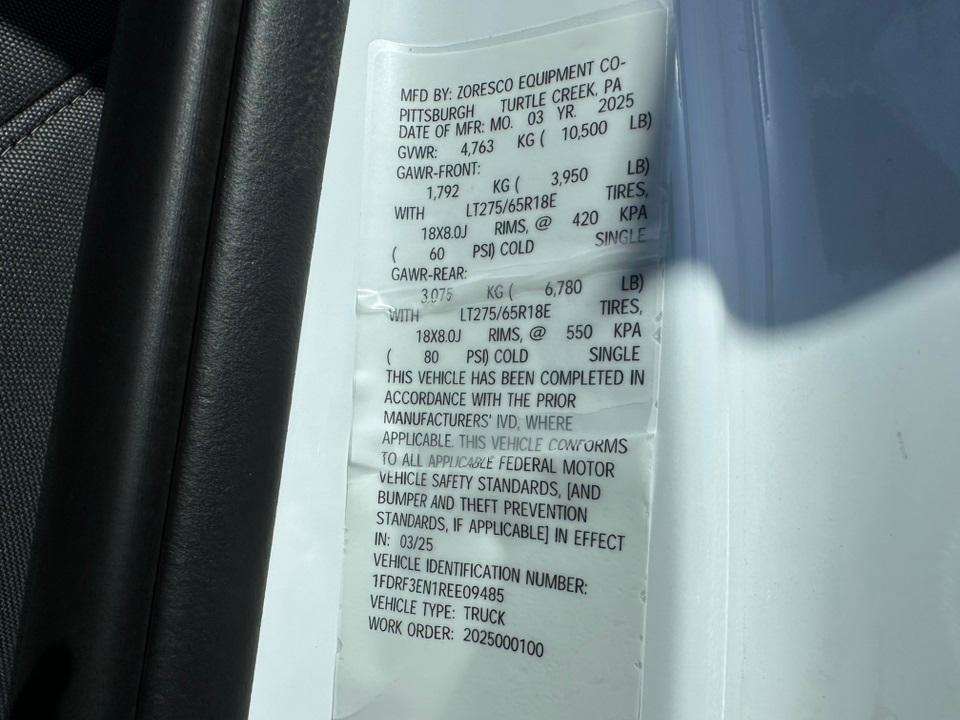 MFD BY: ZORESCO EQUIPMENT CO-
PITTSBURGH TURTLE CREEK, PA
DATE OF MFR: MO. 03 YR. 2025
GVWR: 4,763 KG ( 10,500 LB)
GAWR-FRONT:
1,792 KG ( 3,950 LB)
WITH LT275/65R18E TIRES,
18X8.0J RIMS, @ 420 KPA
( 60 PSI) COLD SINGLE
GAWR-REAR:
3,075 KG ( 6,780 LB)
WITH LT275/65R18E TIRES,
18X8.0J RIMS, @ 550 KPA
( 80 PSI) COLD SINGLE
THIS VEHICLE HAS BEEN COMPLETED IN
ACCORDANCE WITH THE PRIOR
MANUFACTURERS' IVD, WHERE
APPLICABLE. THIS VEHICLE CONFORMS
TO ALL APPLICABLE FEDERAL MOTOR
VEHICLE SAFETY STANDARDS, [AND
BUMPER AND THEFT PREVENTION
STANDARDS, IF APPLICABLE] IN EFFECT
IN: 03/25
VEHICLE IDENTIFICATION NUMBER:
1FDRF3EN1REE09485
VEHICLE TYPE: TRUCK
WORK ORDER: 2025000100